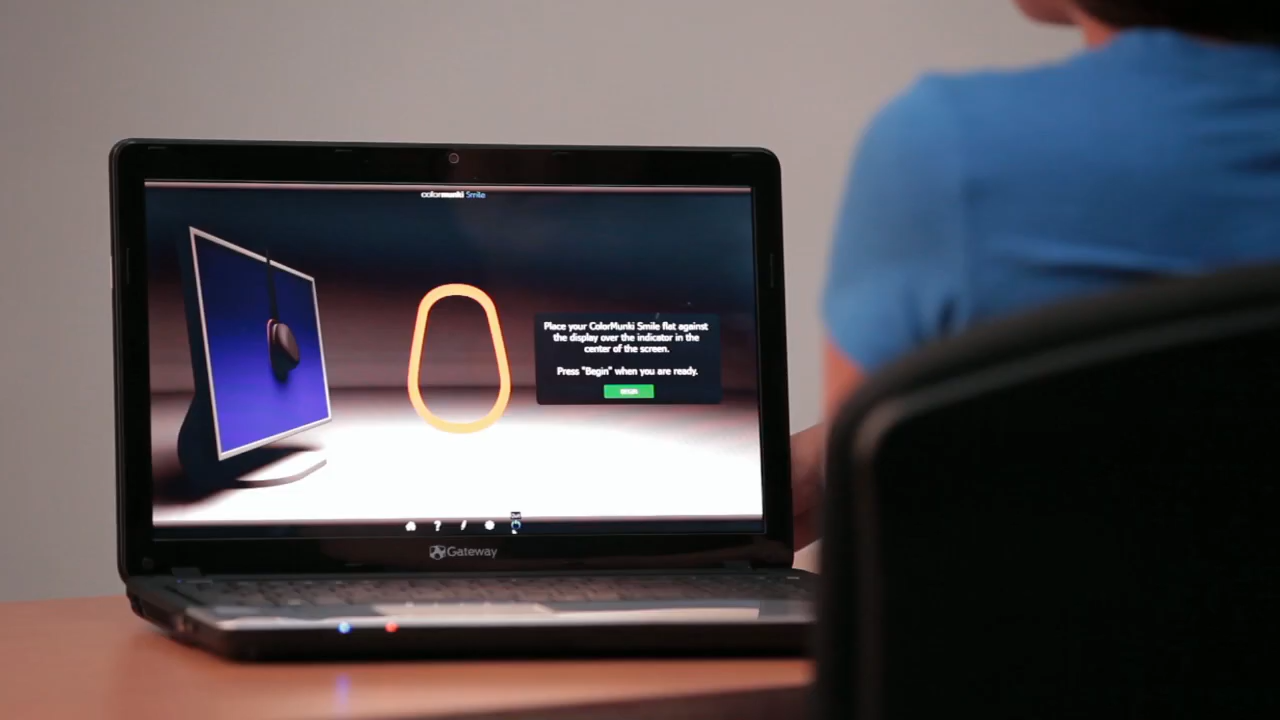 colormunki Smile
Place your ColorMunki Smile flat against
the display over the indicator in the
center of the screen.
Press "Begin" when you are ready.
BEGIN
Gateway